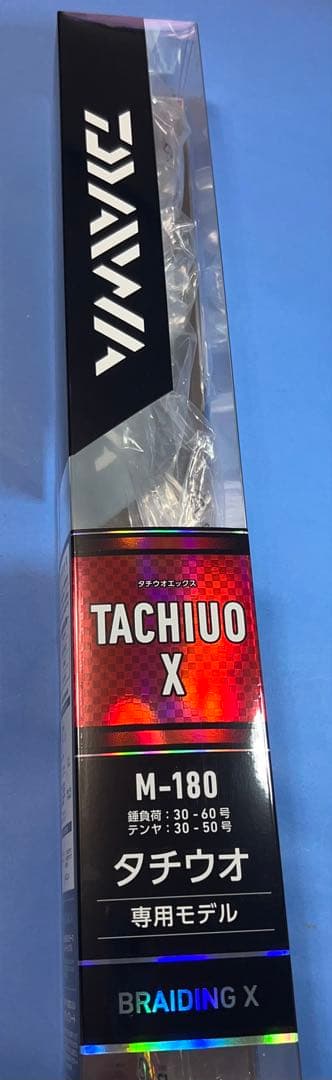 DAIWA
タチウオエックス
TACHIUO
X
M-180
錘負荷：30-60号
テンヤ：30-50号
タチウオ
専用モデル
BRAIDING X